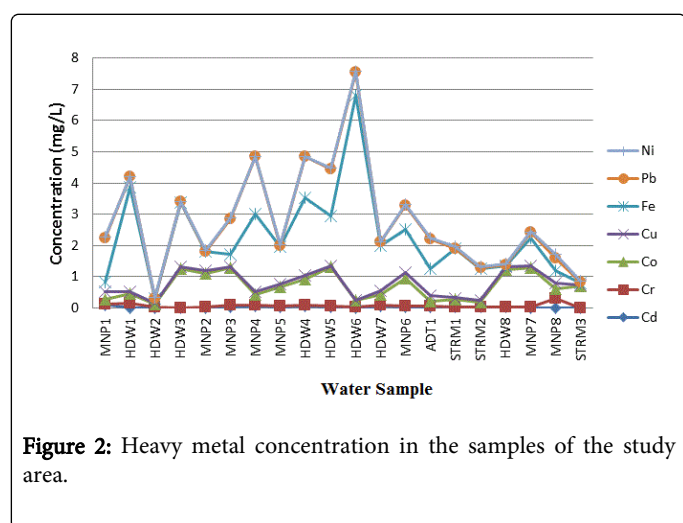 8
7
6
5
4
3
2
1
0
Concentration (mg/L)
MNP1
HDW1
HDW2
HDW3
MNP2
MNP3
MNP4
MNP5
HDW4
HDW5
HDW6
HDW7
MNP6
ADT1
STRM1
STRM2
HDW8
MNP7
MNP8
STRM3
Water Sample
Ni
Pb
Fe
Cu
Co
Cr
Cd
Figure 2: Heavy metal concentration in the samples of the study
area.